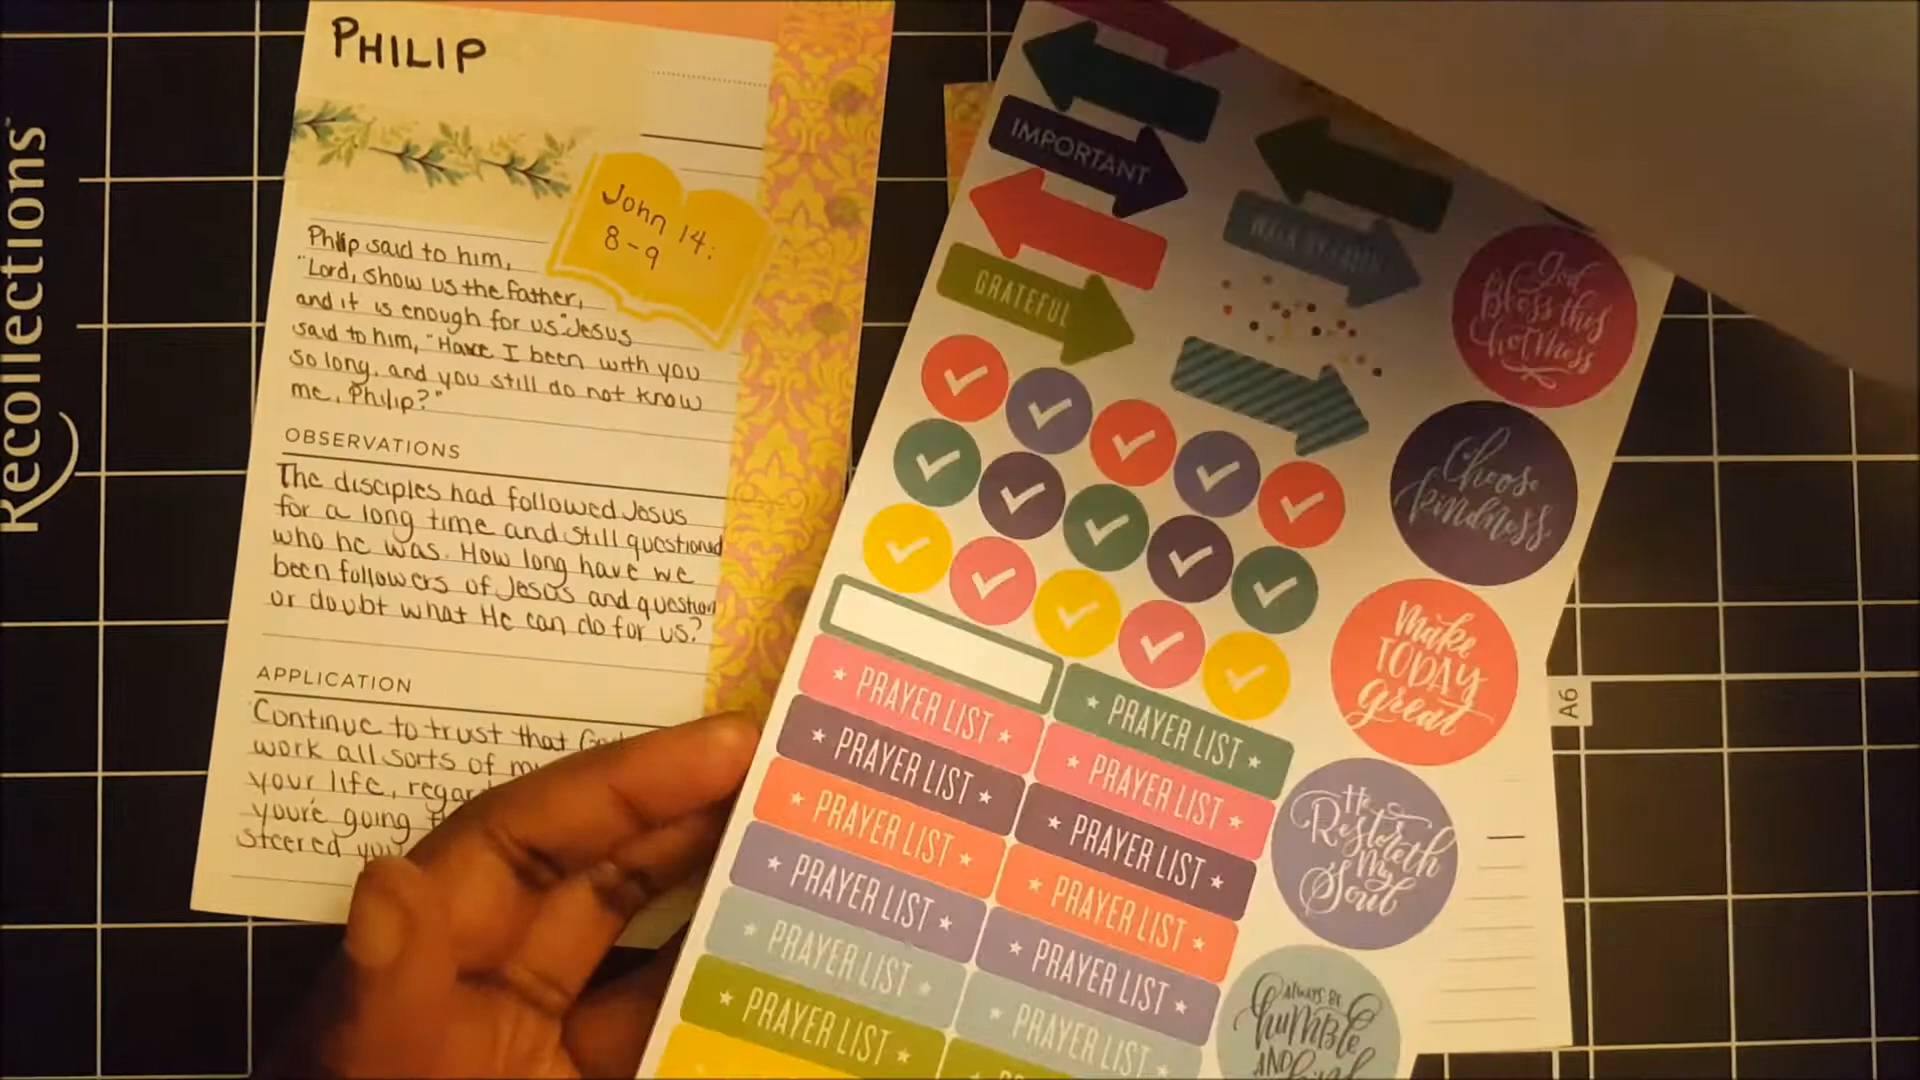 Recollections
PHILIP
John 14:
8-9
Philip said to him,
"Lord, show us the father,
and it is enough for us." Jesus
said to him, "Have I been with you
so long, and you still do not know
me, Philip?"
OBSERVATIONS
The disciples had followed Jesus
for a long time and still questioned
who he was. How long have we
been followers of Jesus and question
or doubt what He can do for us?
APPLICATION
Continue to trust that
work all sorts of
your life,
you're going
steered you
IMPORTANT
GRATEFUL
God
Bless this
hot mess
Choose
kindness
Make
TODAY
great
He
Restoreth
My
Soul
ALWAYS BE
humble
AND
PRAYER LIST
PRAYER LIST
PRAYER LIST
PRAYER LIST
PRAYER LIST
PRAYER LIST
PRAYER LIST
PRAYER LIST
PRAYER LIST
PRAYER LIST
PRAYER LIST
PRAYER LIST
A6